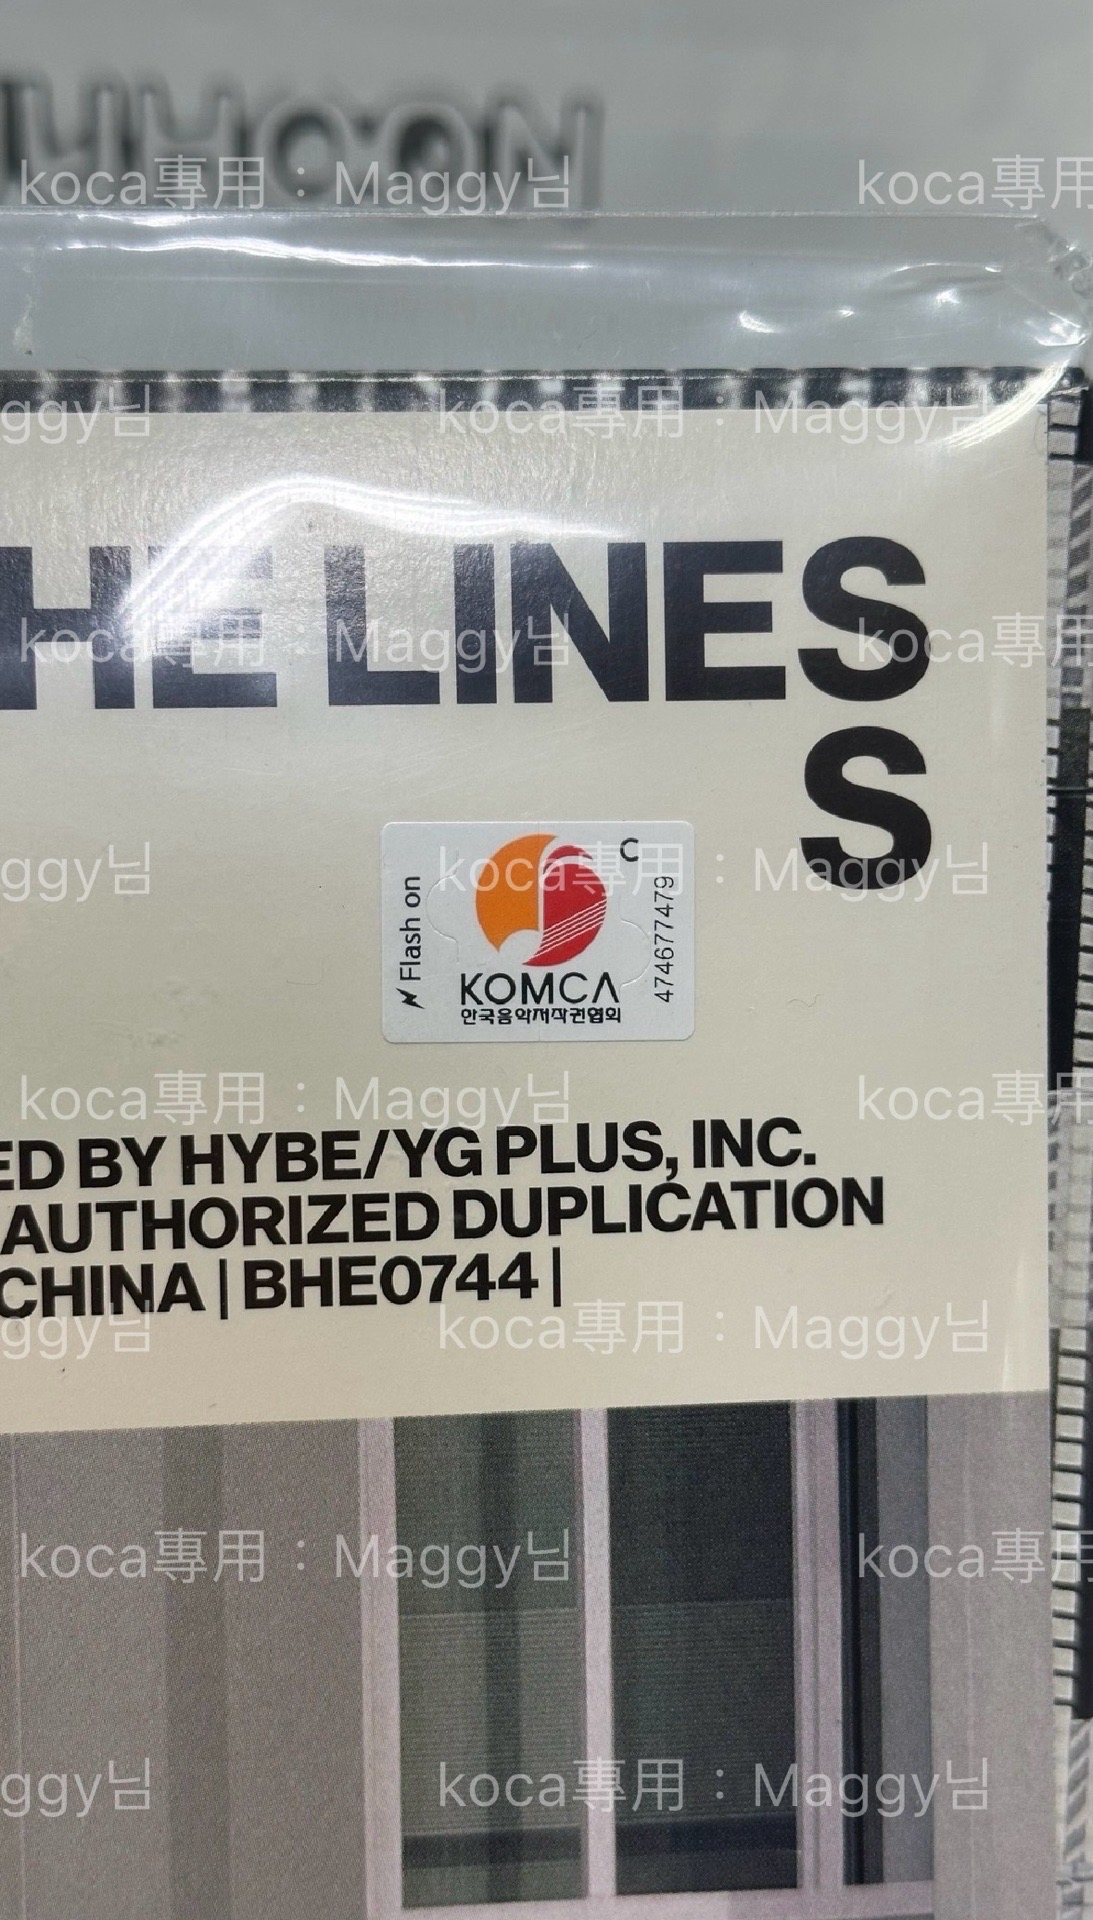 koca專用：Maggy님 koca專用
ggy님 koca專用：Maggy님
HE LINES
koca專用：Maggy님 koca專用
S
ggy님 koca專用：Maggy님
C
Flash on
474677479
KOMCA
한국음악저작권협회
koca專用：Maggy님 koca專用
ED BY HYBE/YG PLUS, INC.
AUTHORIZED DUPLICATION
CHINA | BHE0744 |
ggy님 koca專用：Maggy님
koca專用：Maggy님 koca專用
ggy님 koca專用：Maggy님